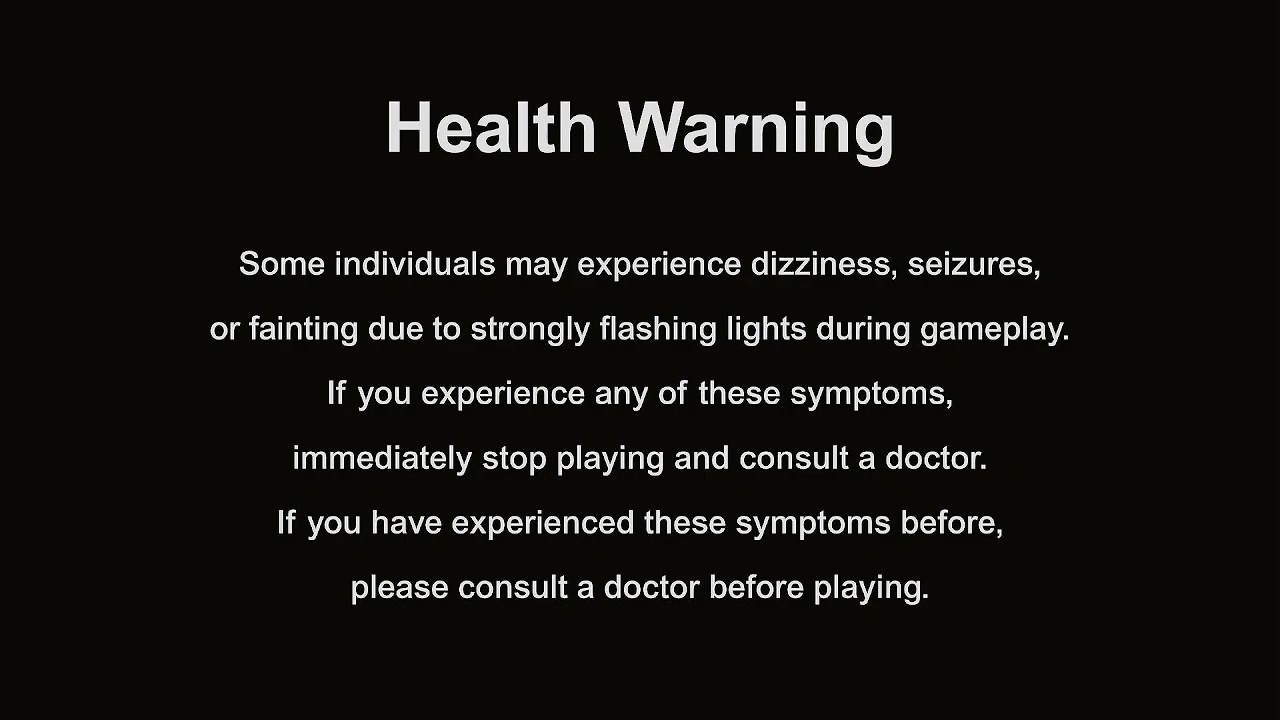 Health Warning
Some individuals may experience dizziness, seizures,
or fainting due to strongly flashing lights during gameplay.
If you experience any of these symptoms,
immediately stop playing and consult a doctor.
If you have experienced these symptoms before,
please consult a doctor before playing.